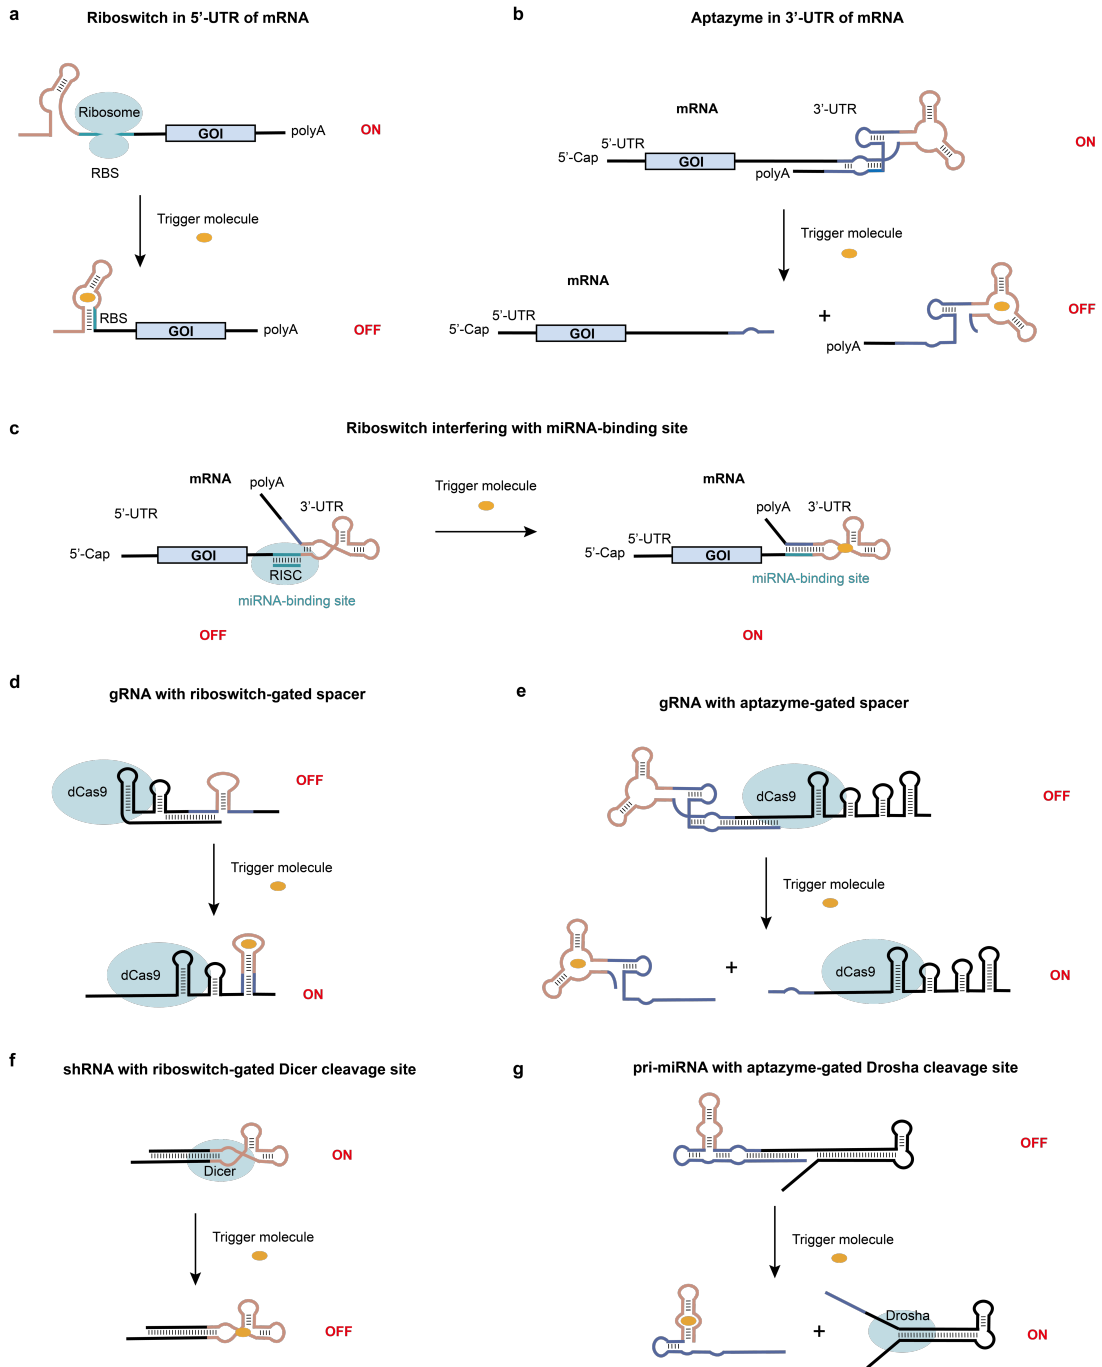 a
Riboswitch in 5’-UTR of mRNA
Ribosome
GOI
polyA
ON
RBS
Trigger molecule
RBS
GOI
polyA
OFF
b
Aptazyme in 3’-UTR of mRNA
mRNA
3’-UTR
5’-UTR
5’-Cap
GOI
polyA
ON
Trigger molecule
mRNA
5’-UTR
5’-Cap
GOI
+
polyA
OFF
c
Riboswitch interfering with miRNA-binding site
mRNA
polyA
5’-UTR
3’-UTR
5’-Cap
GOI
RISC
miRNA-binding site
OFF
Trigger molecule
mRNA
polyA
3’-UTR
5’-UTR
5’-Cap
GOI
miRNA-binding site
ON
d
gRNA with riboswitch-gated spacer
dCas9
OFF
Trigger molecule
dCas9
ON
e
gRNA with aptazyme-gated spacer
dCas9
OFF
Trigger molecule
+
dCas9
ON
f
shRNA with riboswitch-gated Dicer cleavage site
Dicer
ON
Trigger molecule
OFF
g
pri-miRNA with aptazyme-gated Drosha cleavage site
OFF
Trigger molecule
+
Drosha
ON